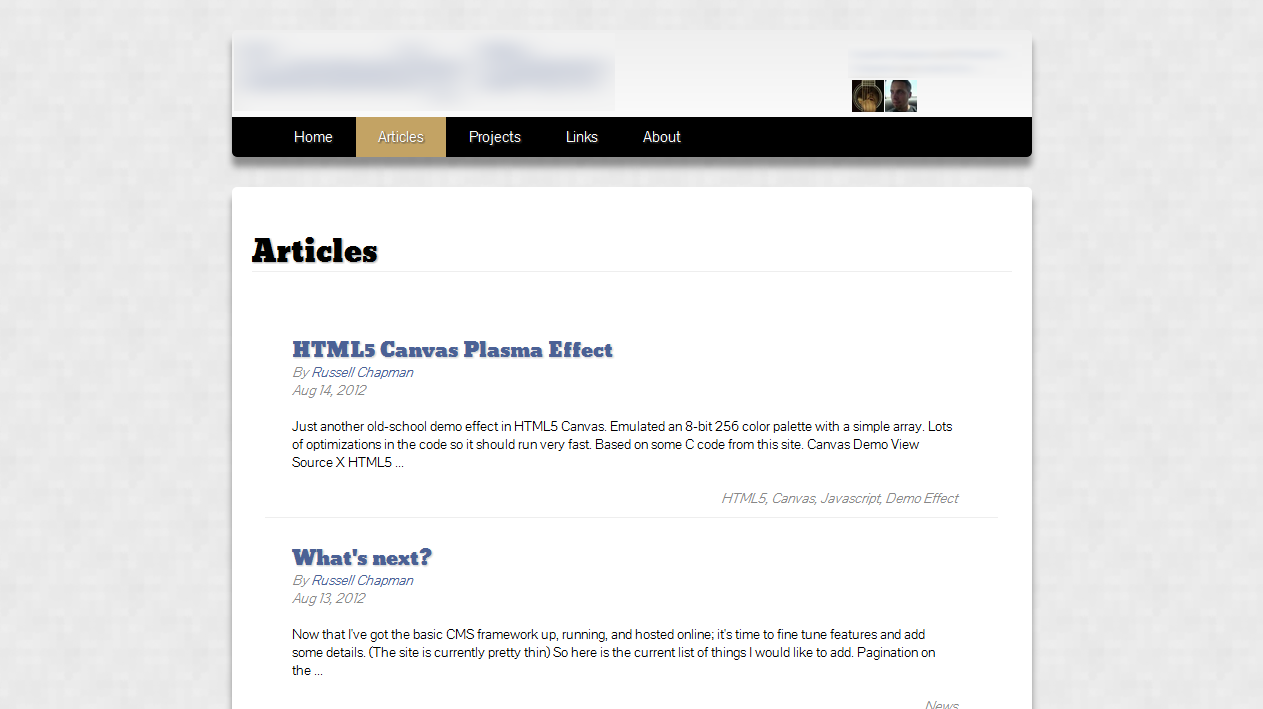 Home Articles Projects Links About
Articles
HTML5 Canvas Plasma Effect
By Russell Chapman
Aug 14, 2012
Just another old-school demo effect in HTML5 Canvas. Emulated an 8-bit 256 color palette with a simple array. Lots
of optimizations in the code so it should run very fast. Based on some C code from this site. Canvas Demo View
Source X HTML5 ...
HTML5, Canvas, Javascript, Demo Effect
What's next?
By Russell Chapman
Aug 13, 2012
Now that I've got the basic CMS framework up, running, and hosted online; it's time to fine tune features and add
some details. (The site is currently pretty thin) So here is the current list of things I would like to add. Pagination on
the ...
News